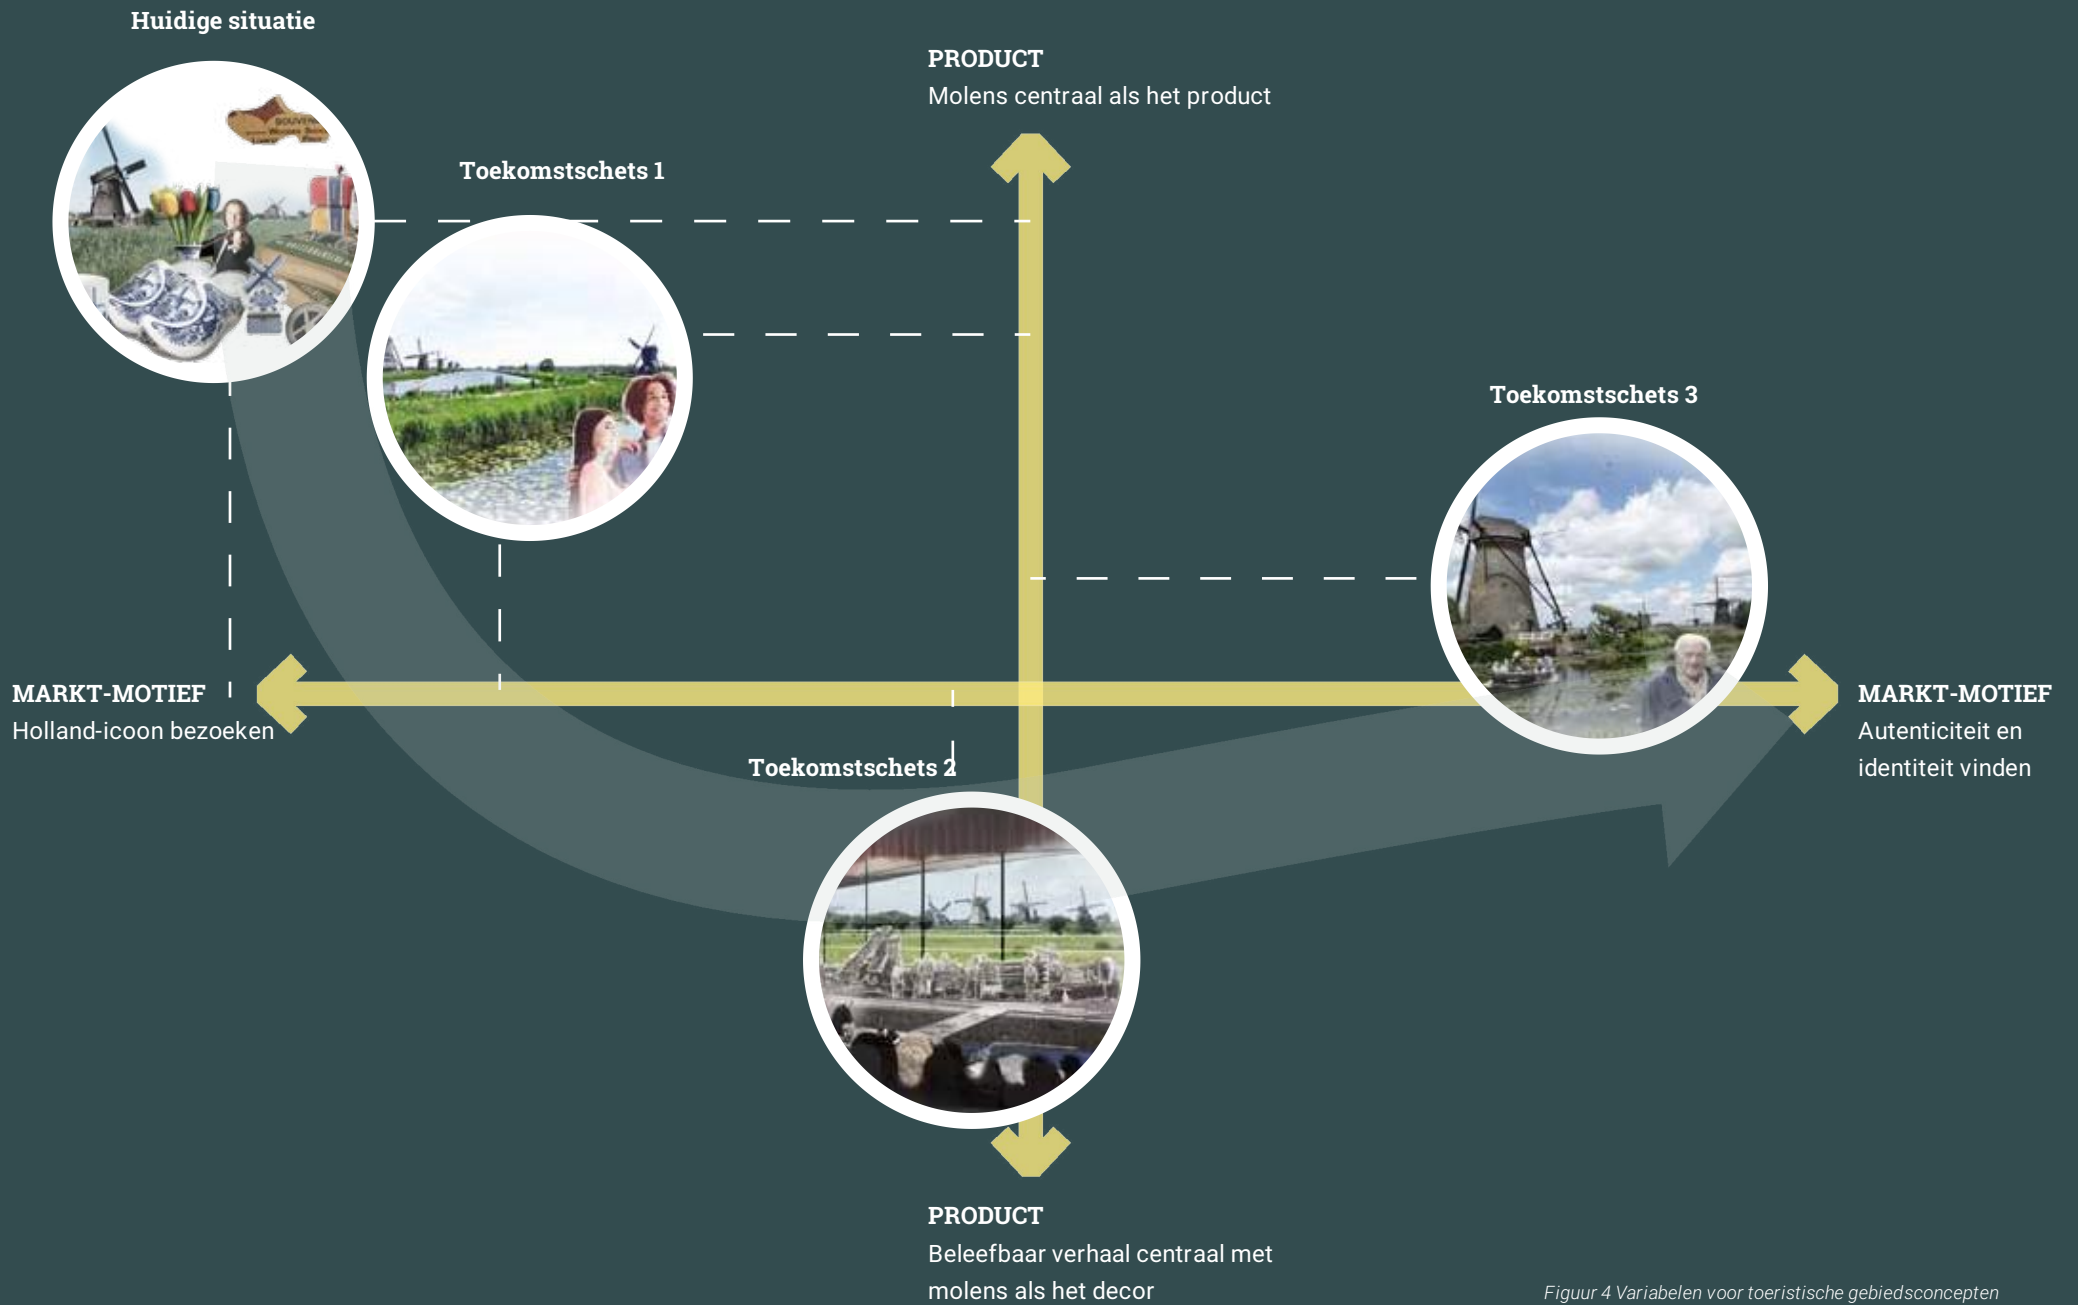 Huidige situatie
PRODUCT
Molens centraal als het product
Toekomstschets 1
Toekomstschets 3
MARKT-MOTIEF
Holland-icoon bezoeken
MARKT-MOTIEF
Autenticiteit en
identiteit vinden
Toekomstschets 2
PRODUCT
Beleefbaar verhaal centraal met
molens als het decor
Figuur 4 Variabelen voor toeristische gebiedsconcepten